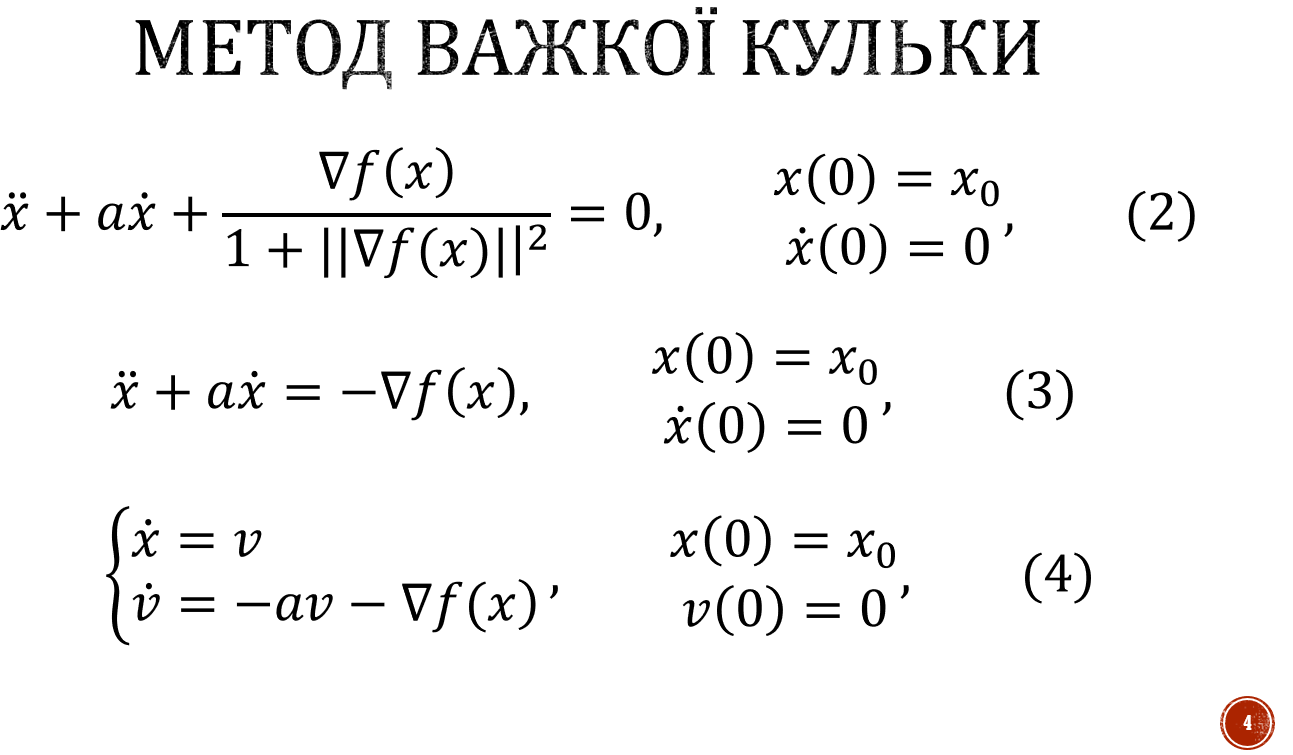 МЕТОД ВАЖКОЇ КУЛЬКИ
ẍ + aẋ + ∇f(x) / (1 + ||∇f(x)||²) = 0, x(0) = x₀, ẋ(0) = 0, (2)
ẍ + aẋ = −∇f(x), x(0) = x₀, ẋ(0) = 0, (3)
{ẋ = v
v̇ = −av − ∇f(x), x(0) = x₀, v(0) = 0, (4)
4